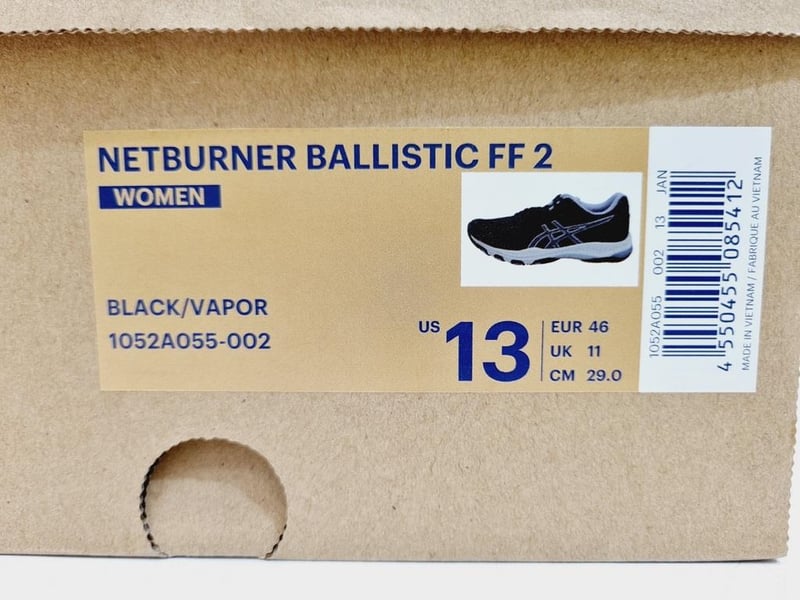 NETBURNER BALLISTIC FF 2
WOMEN
BLACK/VAPOR
1052A055-002
US 13
EUR 46
UK 11
CM 29.0
1052A055 002 13 JAN
4 550455 085412
MADE IN VIETNAM / FABRIQUE AU VIETNAM